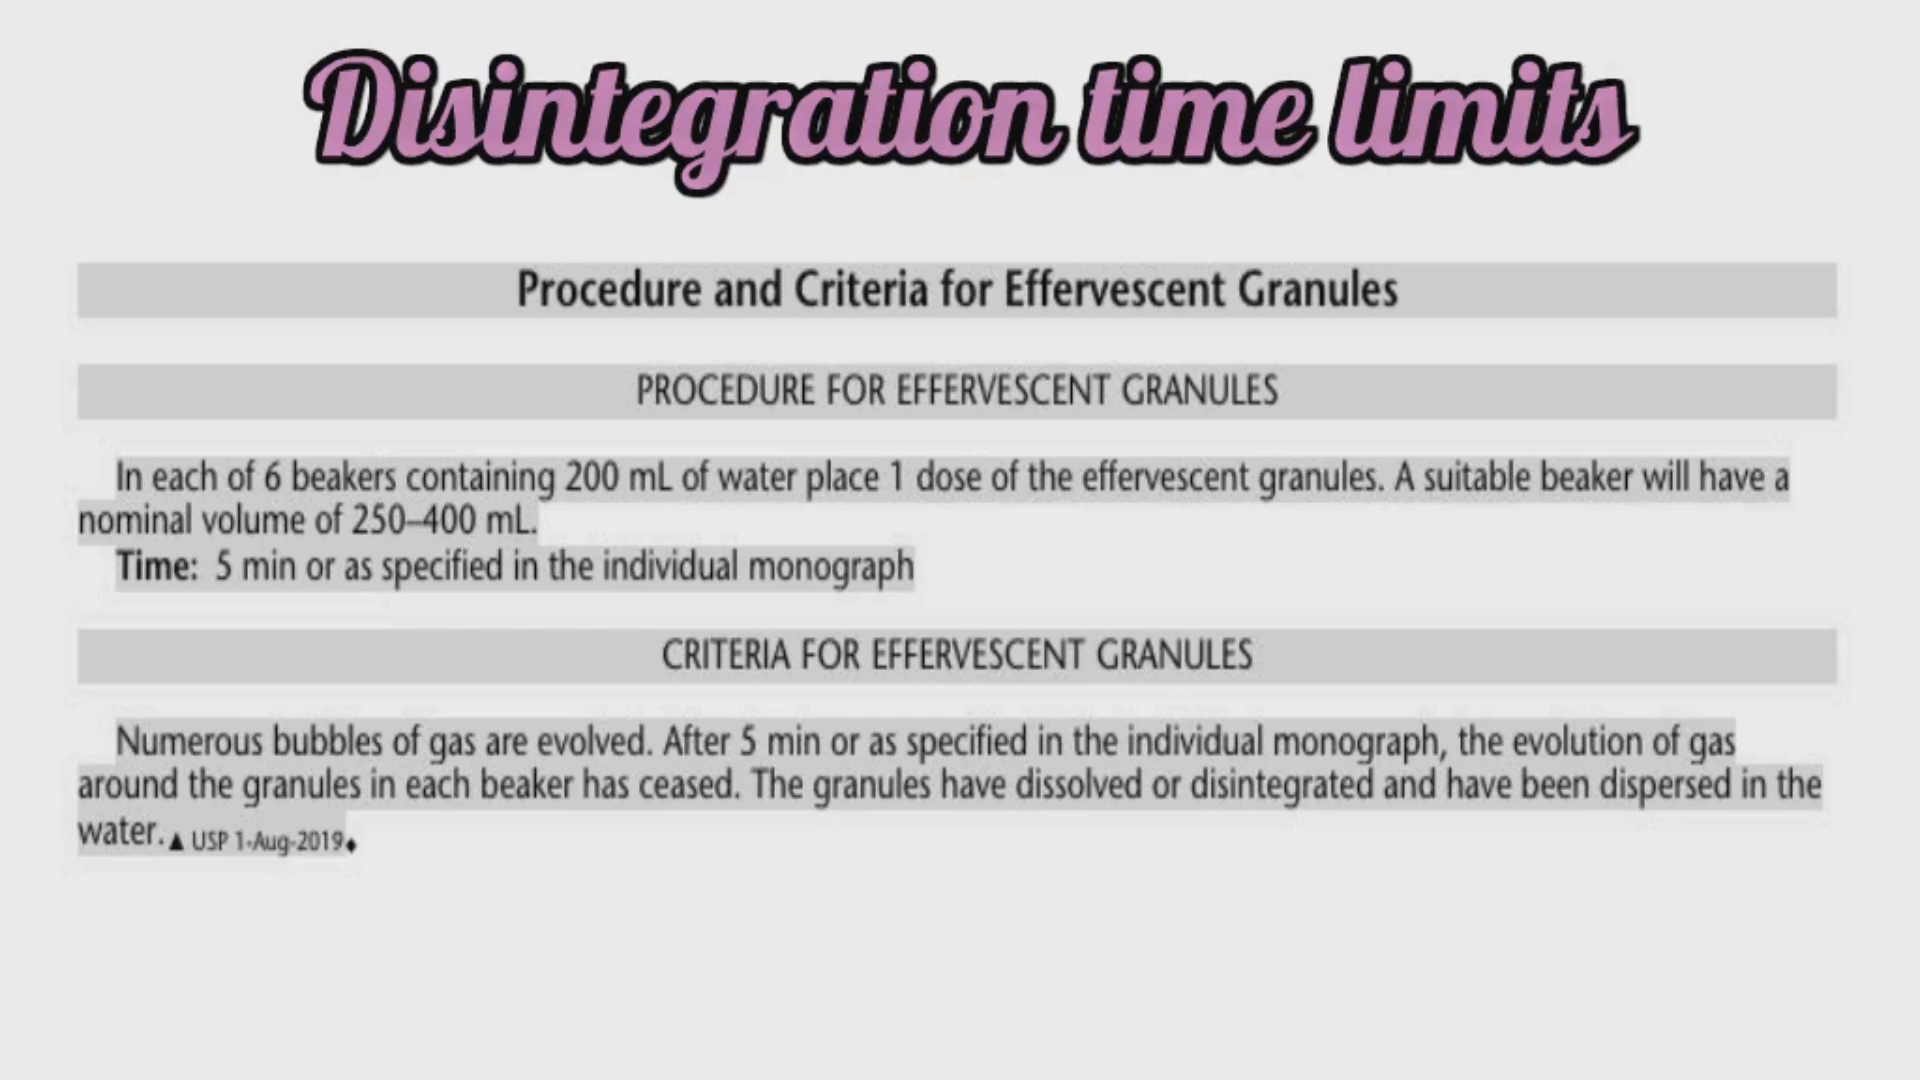 Disintegration time limits
Procedure and Criteria for Effervescent Granules
PROCEDURE FOR EFFERVESCENT GRANULES
In each of 6 beakers containing 200 mL of water place 1 dose of the effervescent granules. A suitable beaker will have a
nominal volume of 250–400 mL.
Time: 5 min or as specified in the individual monograph
CRITERIA FOR EFFERVESCENT GRANULES
Numerous bubbles of gas are evolved. After 5 min or as specified in the individual monograph, the evolution of gas
around the granules in each beaker has ceased. The granules have dissolved or disintegrated and have been dispersed in the
water.▲ USP 1-Aug-2019♦